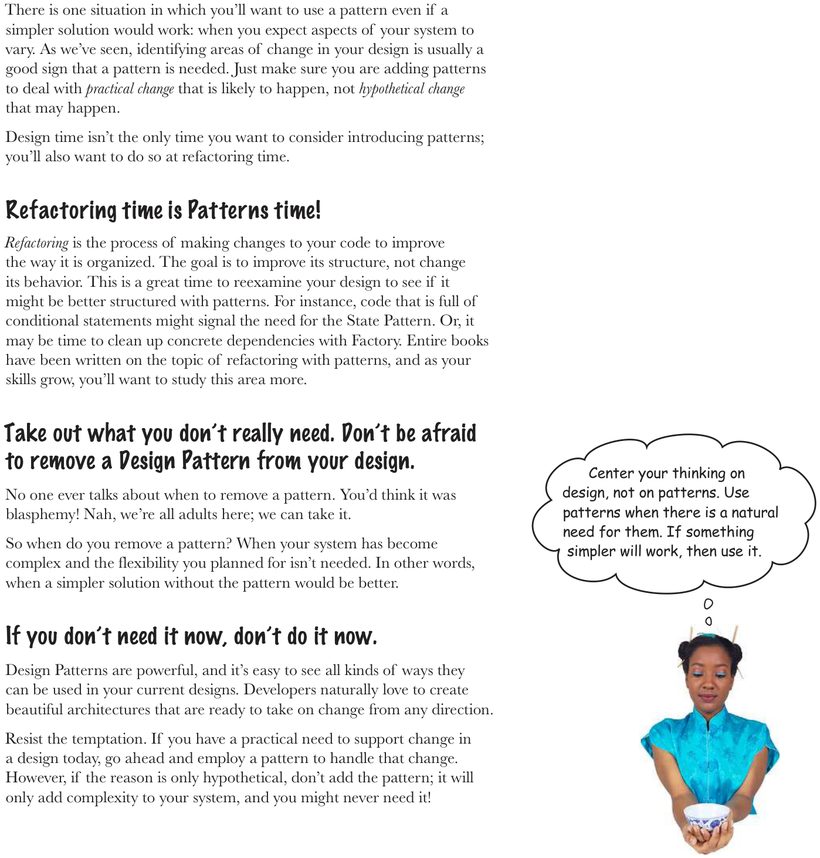 There is one situation in which you’ll want to use a pattern even if a
simpler solution would work: when you expect aspects of your system to
vary. As we’ve seen, identifying areas of change in your design is usually a
good sign that a pattern is needed. Just make sure you are adding patterns
to deal with practical change that is likely to happen, not hypothetical change
that may happen.
Design time isn’t the only time you want to consider introducing patterns;
you’ll also want to do so at refactoring time.
Refactoring time is Patterns time!
Refactoring is the process of making changes to your code to improve
the way it is organized. The goal is to improve its structure, not change
its behavior. This is a great time to reexamine your design to see if it
might be better structured with patterns. For instance, code that is full of
conditional statements might signal the need for the State Pattern. Or, it
may be time to clean up concrete dependencies with Factory. Entire books
have been written on the topic of refactoring with patterns, and as your
skills grow, you’ll want to study this area more.
Take out what you don’t really need. Don’t be afraid
to remove a Design Pattern from your design.
No one ever talks about when to remove a pattern. You’d think it was
blasphemy! Nah, we’re all adults here; we can take it.
So when do you remove a pattern? When your system has become
complex and the flexibility you planned for isn’t needed. In other words,
when a simpler solution without the pattern would be better.
If you don’t need it now, don’t do it now.
Design Patterns are powerful, and it’s easy to see all kinds of ways they
can be used in your current designs. Developers naturally love to create
beautiful architectures that are ready to take on change from any direction.
Resist the temptation. If you have a practical need to support change in
a design today, go ahead and employ a pattern to handle that change.
However, if the reason is only hypothetical, don’t add the pattern; it will
only add complexity to your system, and you might never need it!
Center your thinking on
design, not on patterns. Use
patterns when there is a natural
need for them. If something
simpler will work, then use it.